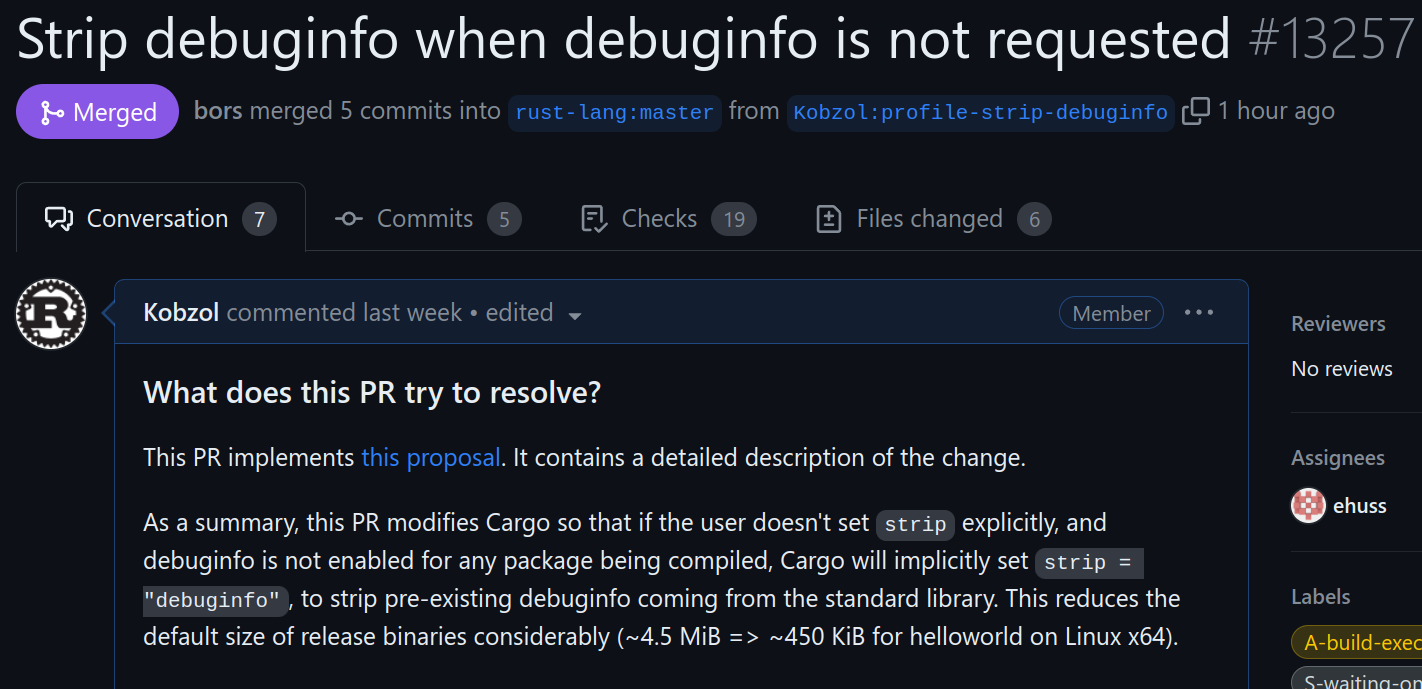 Strip debuginfo when debuginfo is not requested #13257
Merged bors merged 5 commits into rust-lang:master from Kobzol:profile-strip-debuginfo 1 hour ago
Conversation 7 Commits 5 Checks 19 Files changed 6
R
Kobzol commented last week • edited Member
What does this PR try to resolve?
This PR implements this proposal. It contains a detailed description of the change.
As a summary, this PR modifies Cargo so that if the user doesn't set strip explicitly, and
debuginfo is not enabled for any package being compiled, Cargo will implicitly set strip =
"debuginfo", to strip pre-existing debuginfo coming from the standard library. This reduces the
default size of release binaries considerably (~4.5 MiB => ~450 KiB for helloworld on Linux x64).
Reviewers
No reviews
Assignees
ehuss
Labels
A-build-exec
S-waiting-on